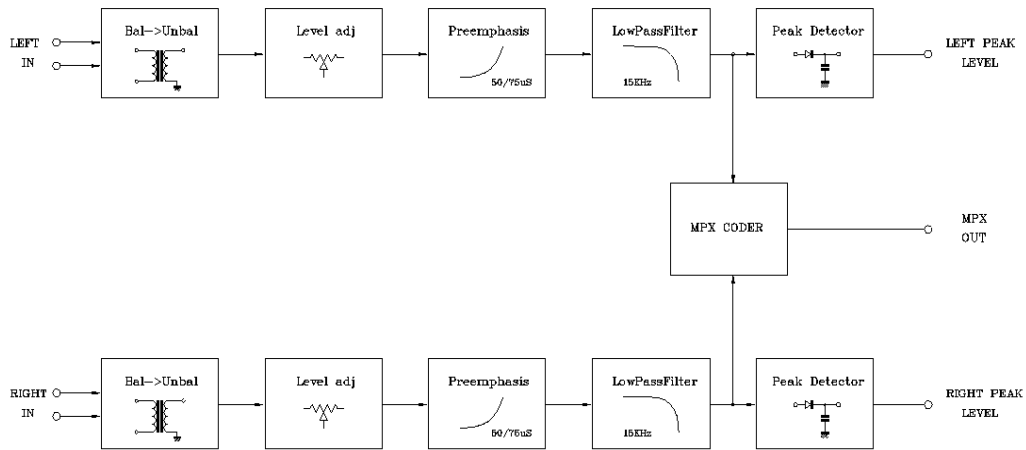 Bal->Unbal
Level adj
Preemphasis
LowPassFilter
Peak Detector
LEFT
IN
50/75uS
15KHz
LEFT PEAK
LEVEL
MPX CODER
MPX
OUT
Bal->Unbal
Level adj
Preemphasis
LowPassFilter
Peak Detector
RIGHT
IN
50/75uS
15KHz
RIGHT PEAK
LEVEL